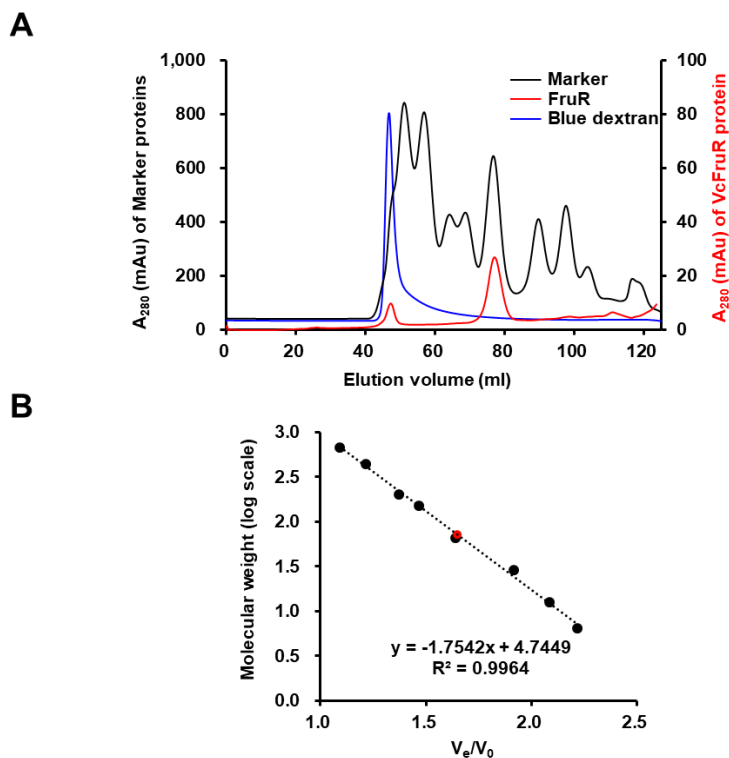 A
A₂₈₀ (mAu) of Marker proteins
1,000
800
600
400
200
0
100
80
60
40
20
0
A₂₈₀ (mAu) of VcFruR protein
Marker
FruR
Blue dextran
0 20 40 60 80 100 120
Elution volume (ml)
B
Molecular weight (log scale)
3.0
2.5
2.0
1.5
1.0
0.5
0.0
y = -1.7542x + 4.7449
R² = 0.9964
1.0 1.5 2.0 2.5
Vₑ/V₀